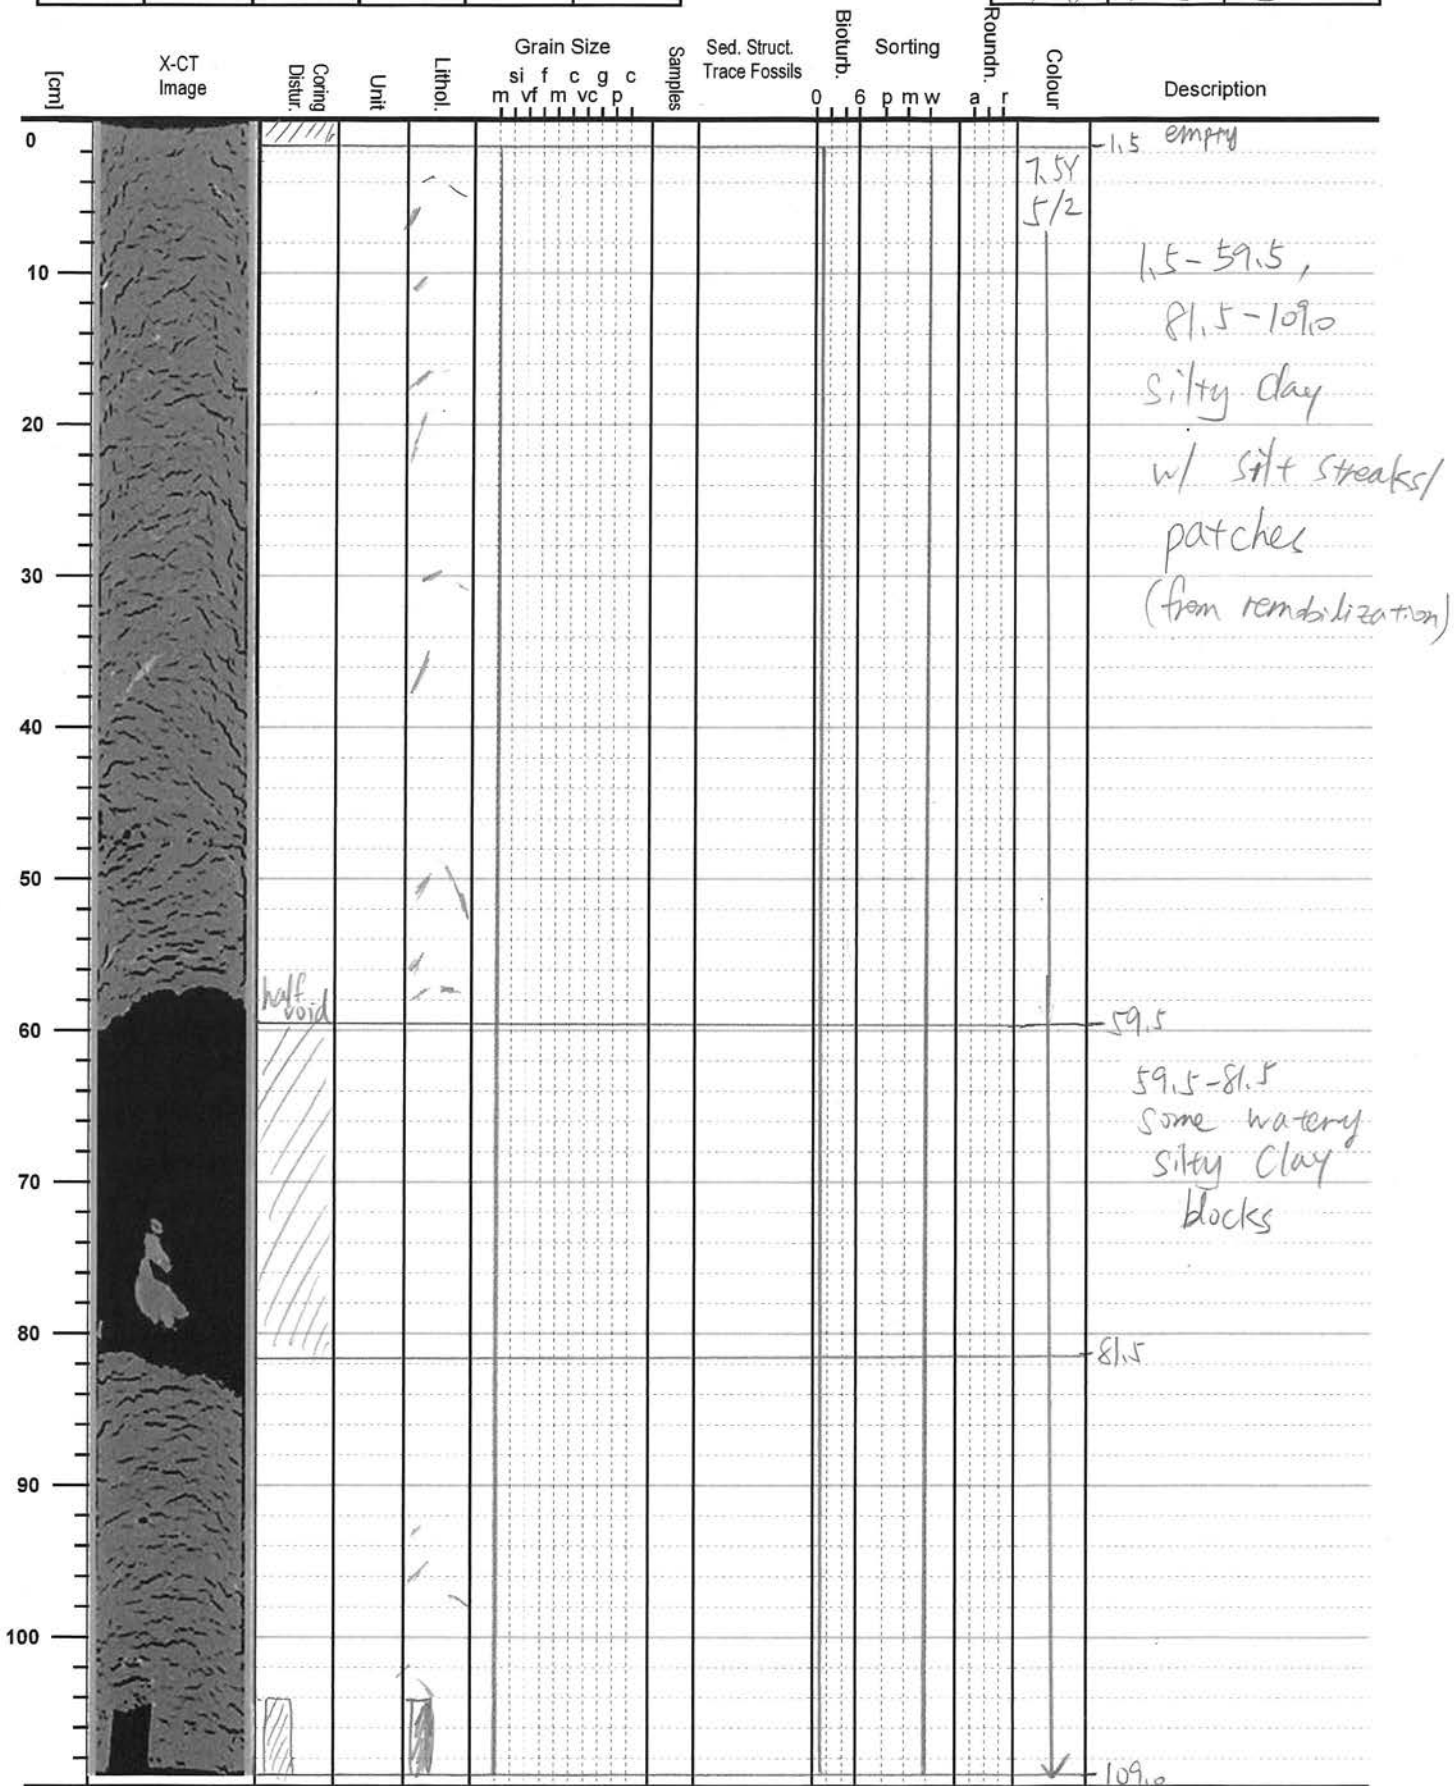 [cm]
X-CT
Image
Coring
Distur.
Unit
Lithol.
Grain Size
si f c g c
m vf m vc p
Samples
Sed. Struct.
Trace Fossils
Bioturb.
0 6
Sorting
p m w
Roundn.
a r
Colour
Description
0
1.5 empty
7.5Y
5/2
10
1.5-59.5,
81.5-109.0
silty clay
20
w/ silt streaks/
patches
30
(from remobilization)
40
50
half
void
60
59.5
59.5-81.5
some watery
silty clay
70
blocks
80
81.5
90
100
109.0